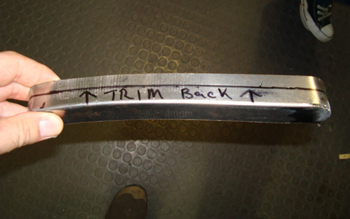 ↑ TRIM Back ↑